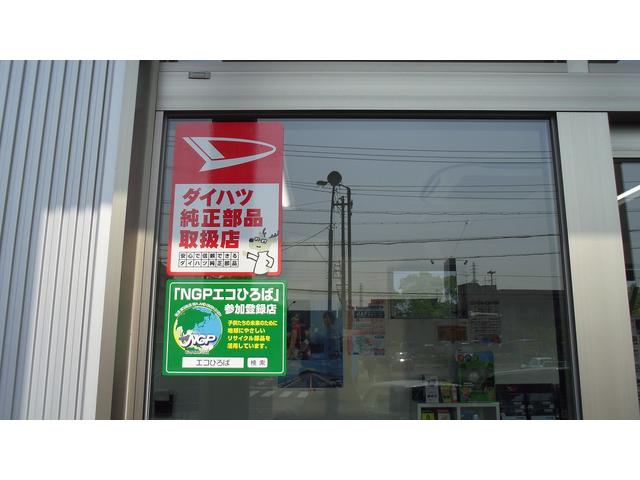 ダイハツ
純正部品
取扱店
安心で信頼できる
ダイハツ純正部品
「NGPエコひろば」
参加登録店
子供たちの未来のために
地球にやさしい
リサイクル部品を
活用しています。
NGP
エコひろば 検索